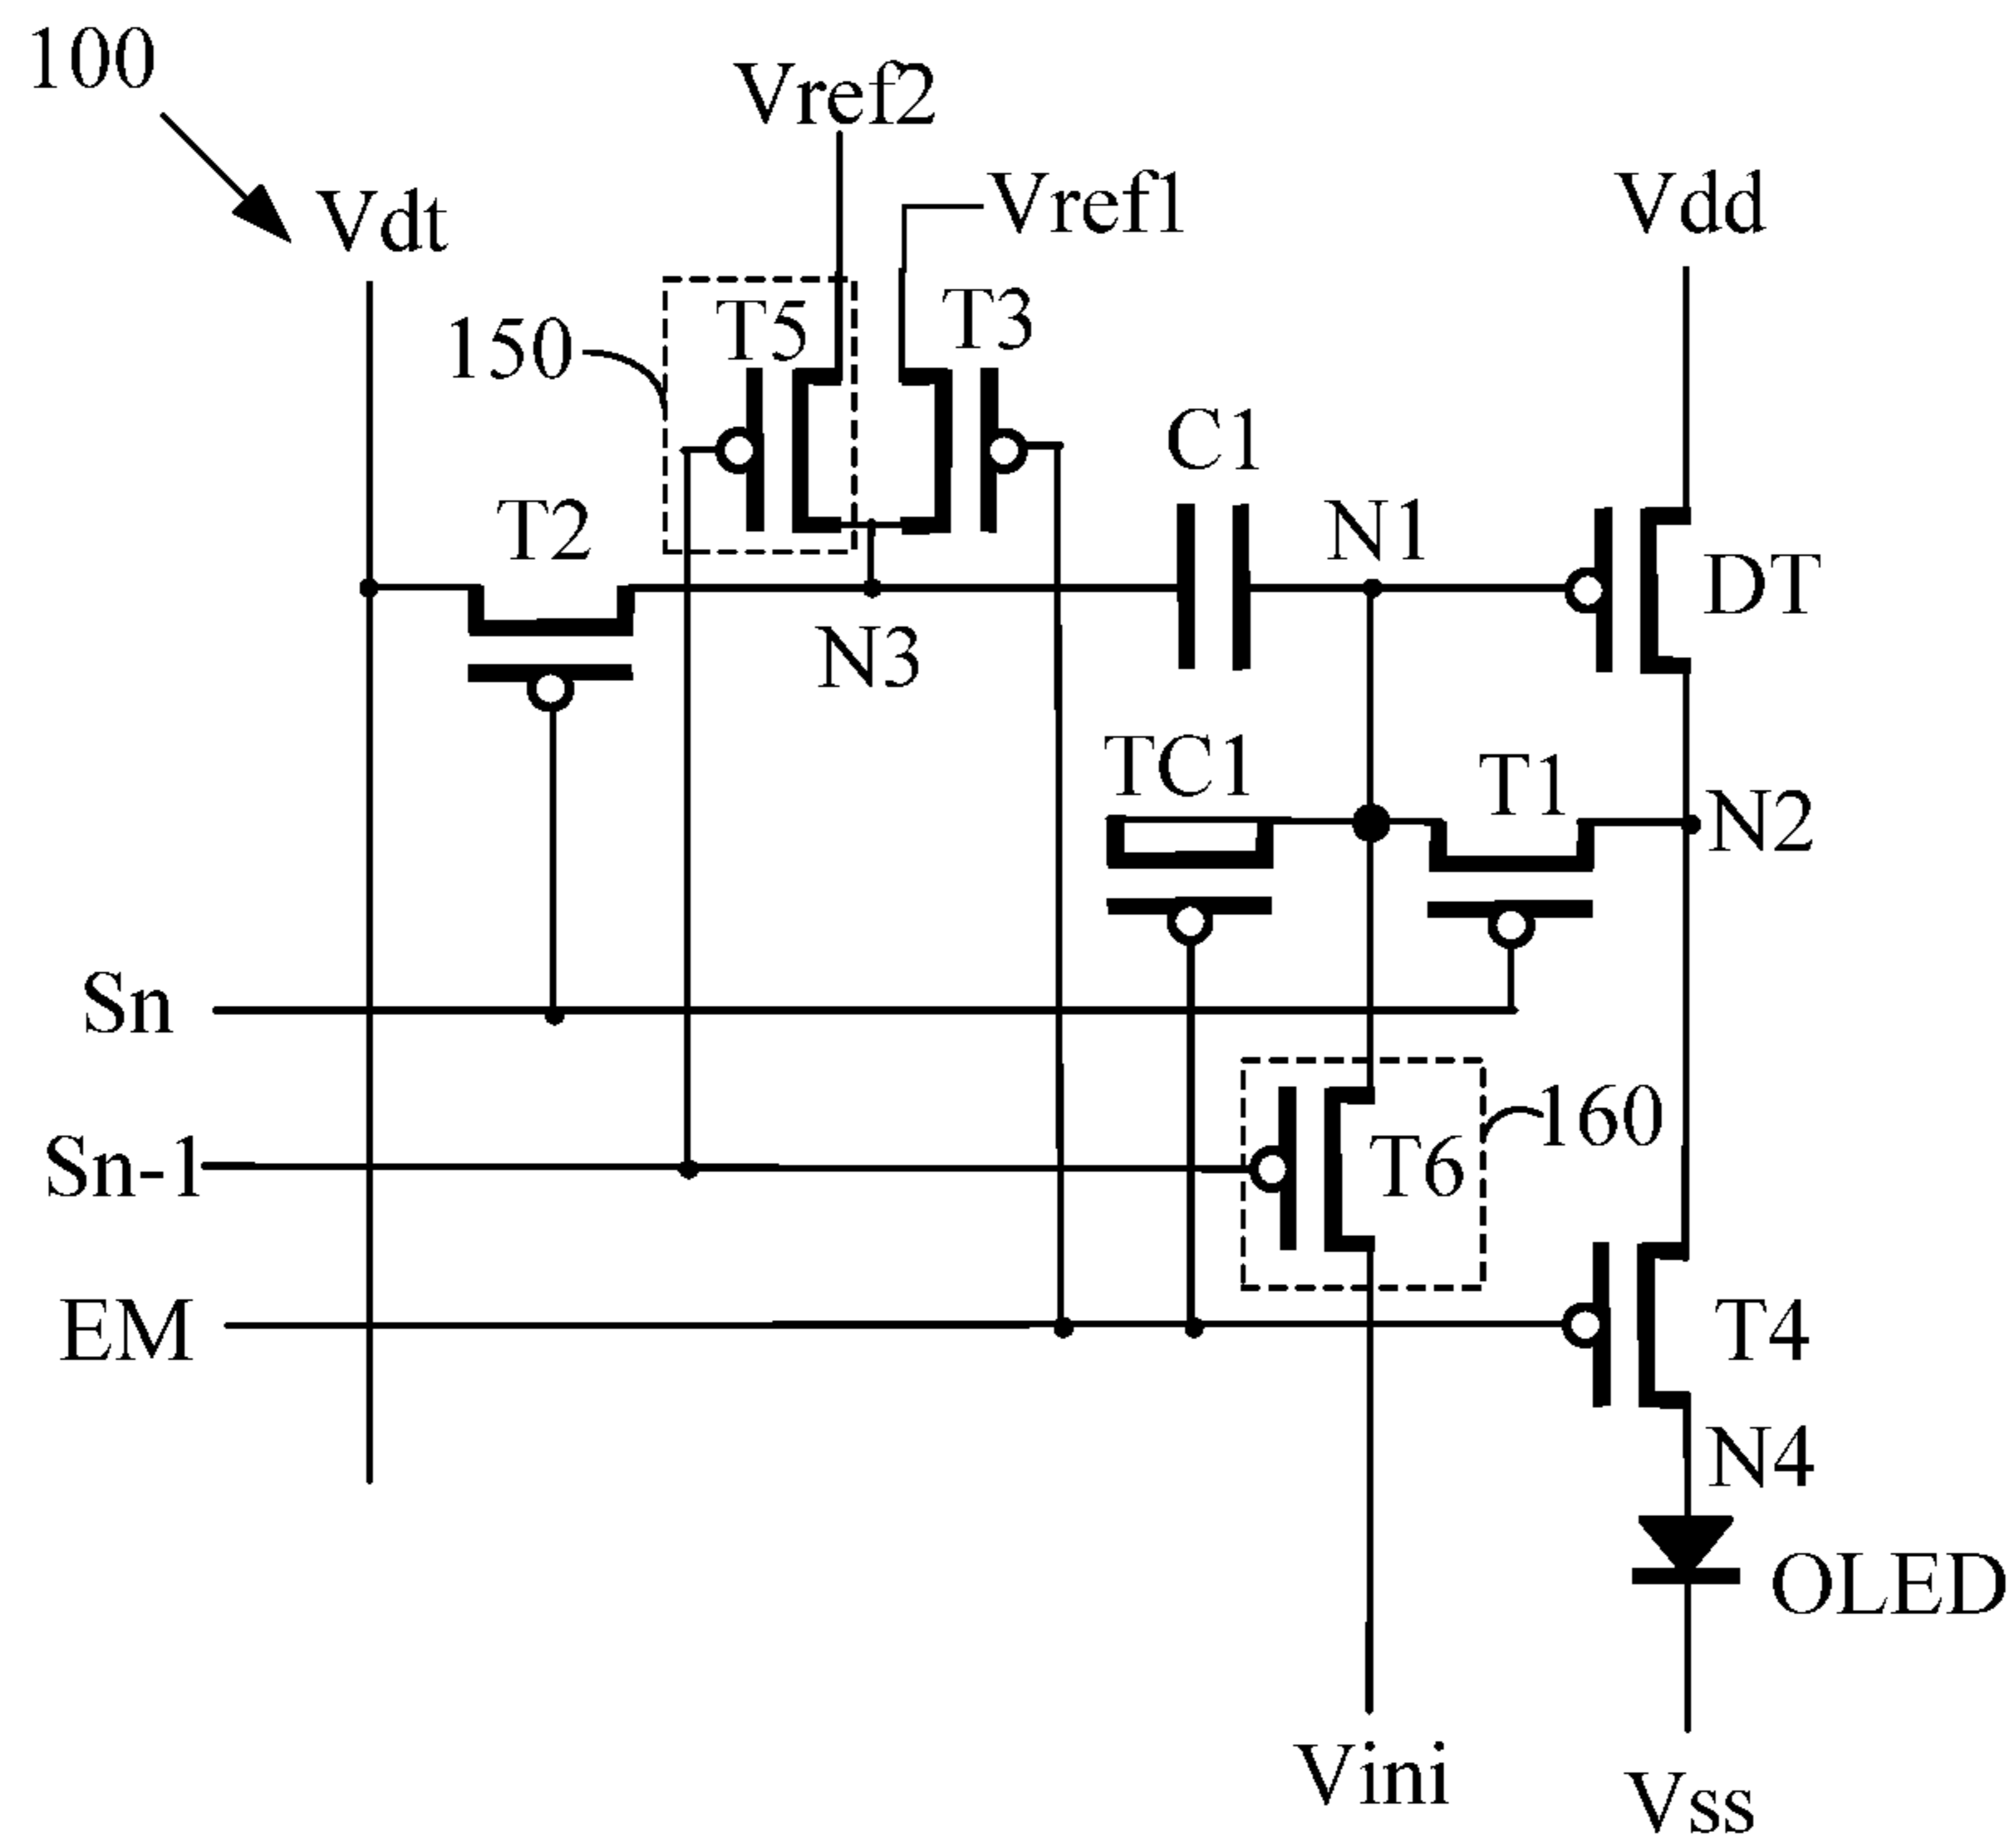 100
Vref2
Vref1
Vdt
Vdd
T5
T3
150
C1
T2
N1
DT
N3
TC1
T1
N2
Sn
160
Sn-1
T6
EM
T4
N4
OLED
Vini
Vss